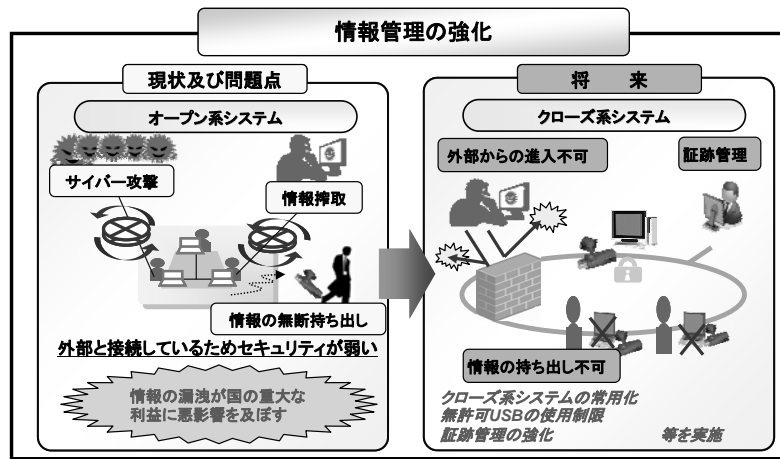 情報管理の強化
現状及び問題点
オープン系システム
サイバー攻撃
情報搾取
情報の無断持ち出し
外部と接続しているためセキュリティが弱い
情報の漏洩が国の重大な
利益に悪影響を及ぼす
将 来
クローズ系システム
外部からの進入不可
証跡管理
情報の持ち出し不可
クローズ系システムの常用化
無許可USBの使用制限
証跡管理の強化 等を実施